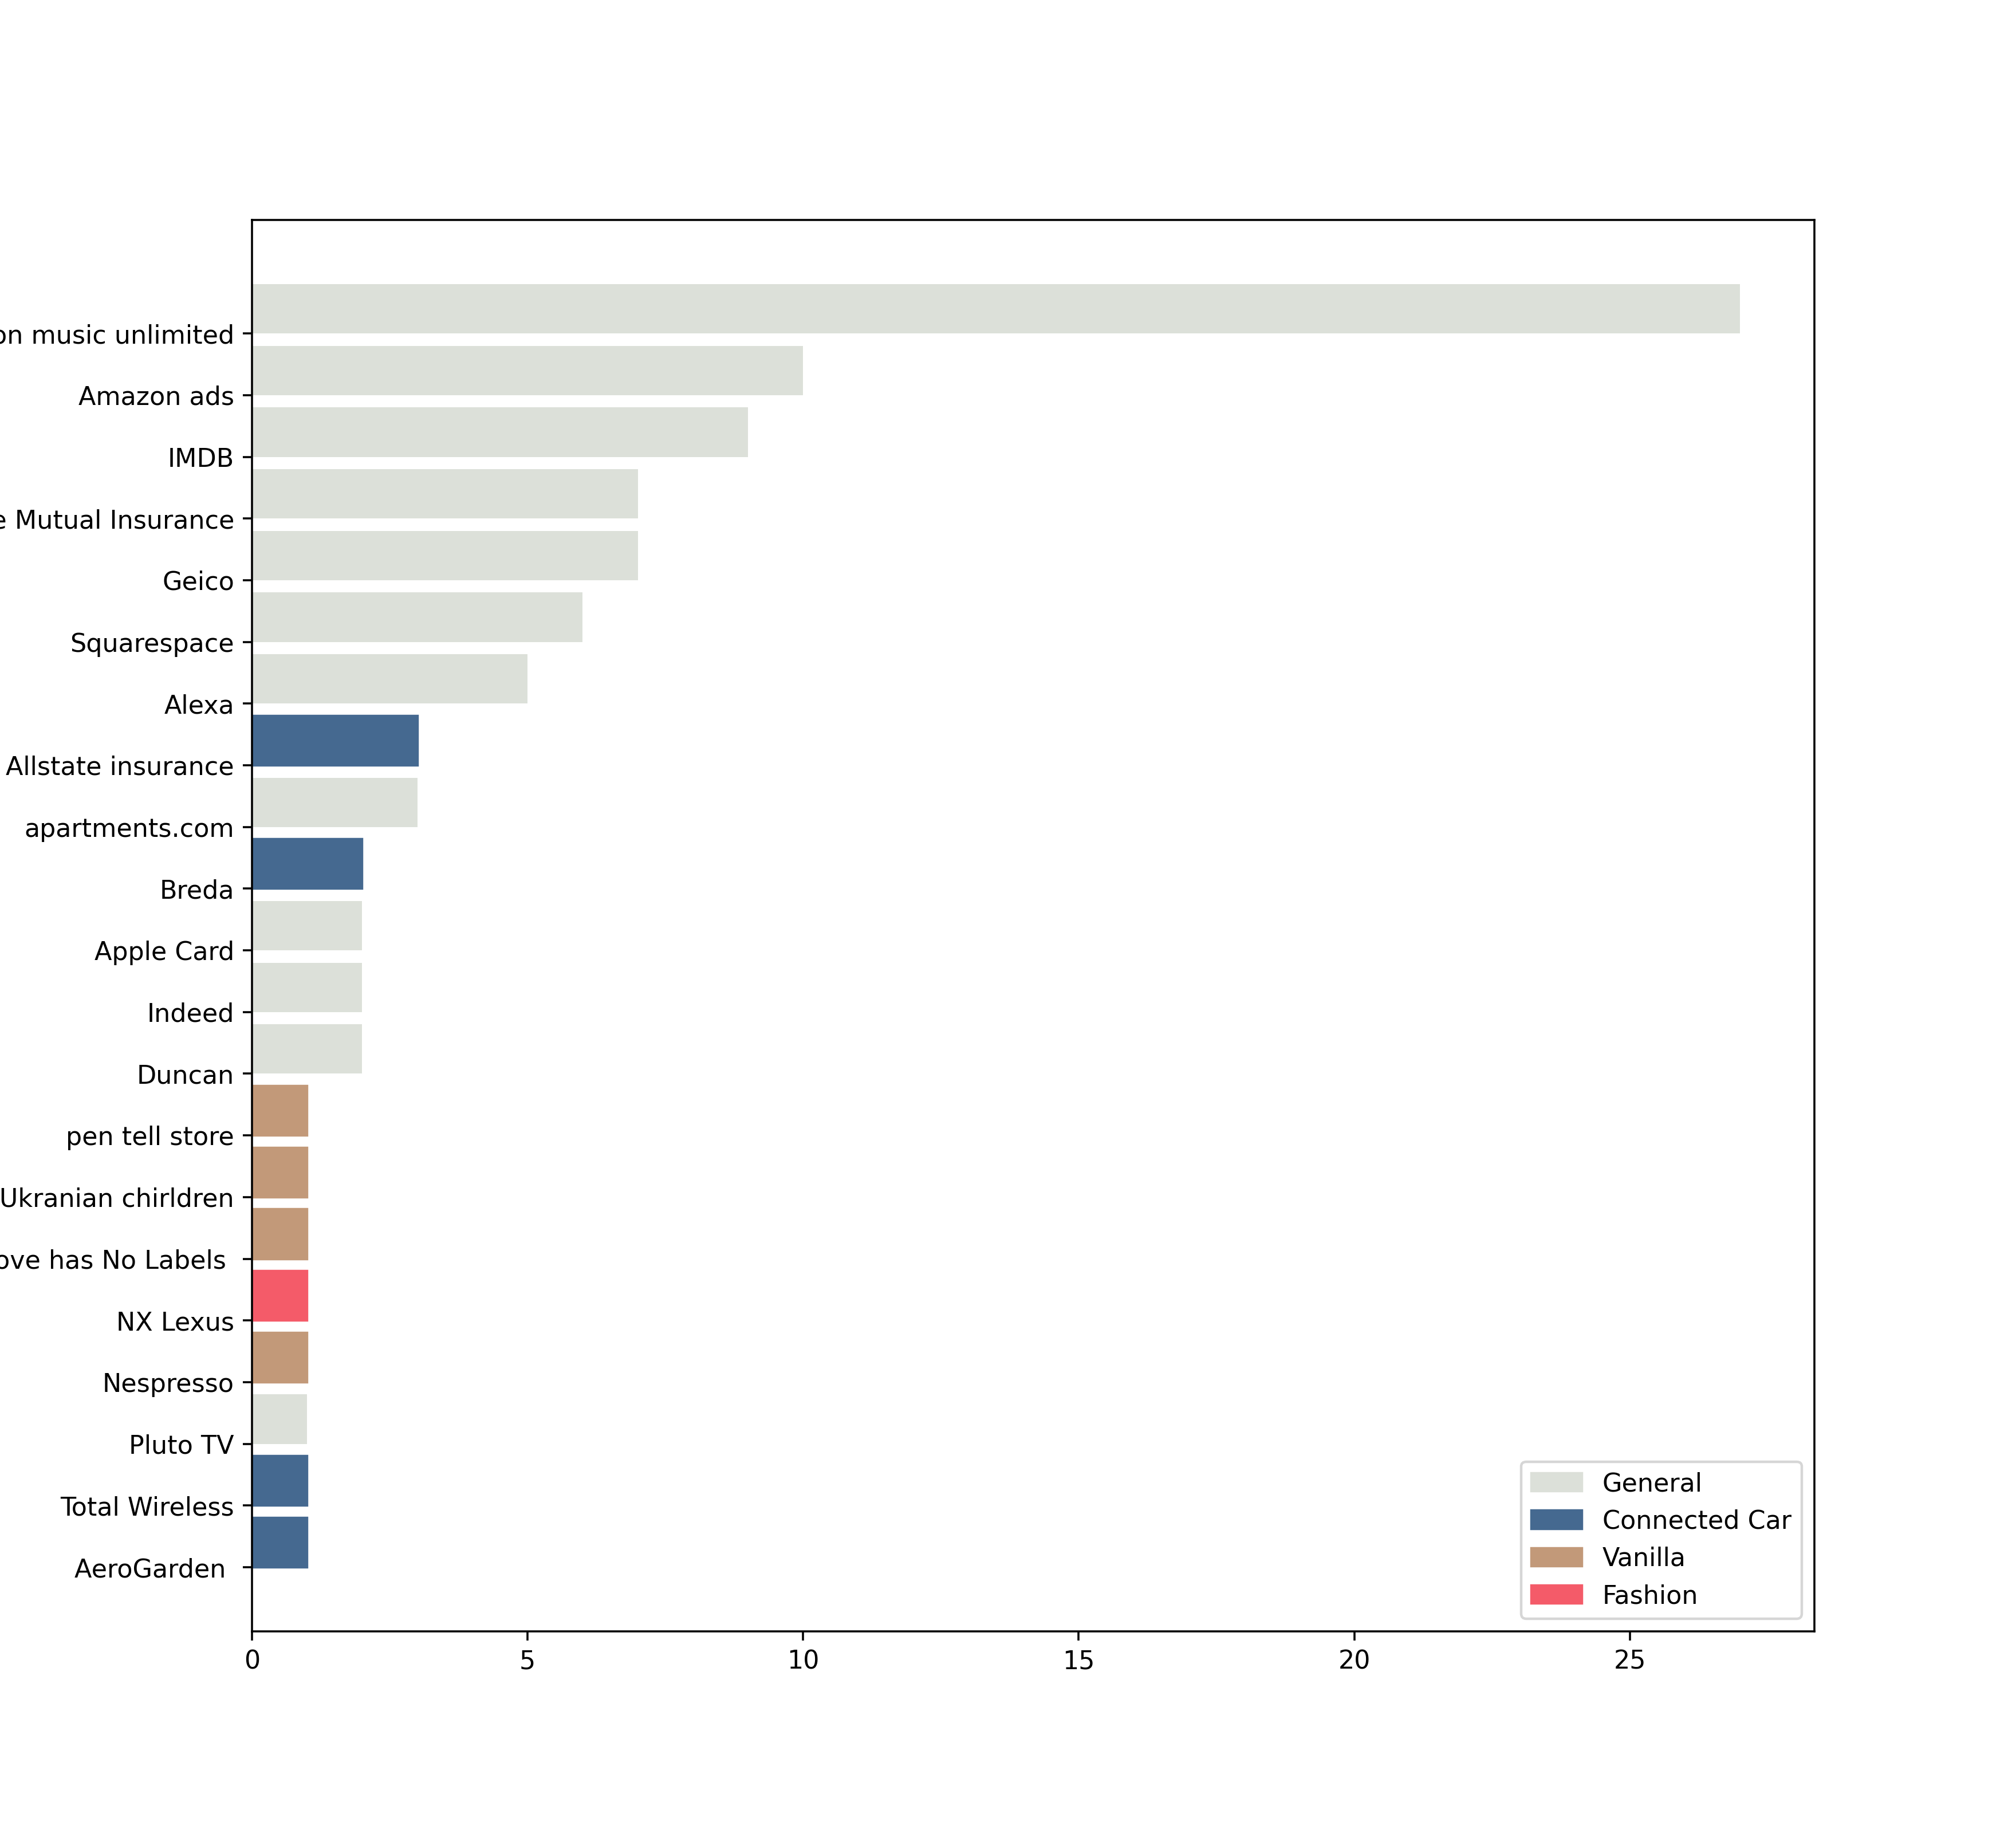 on music unlimited
Amazon ads
IMDB
e Mutual Insurance
Geico
Squarespace
Alexa
Allstate insurance
apartments.com
Breda
Apple Card
Indeed
Duncan
pen tell store
Ukranian chirldren
ove has No Labels
NX Lexus
Nespresso
Pluto TV
Total Wireless
AeroGarden
General
Connected Car
Vanilla
Fashion
0 5 10 15 20 25